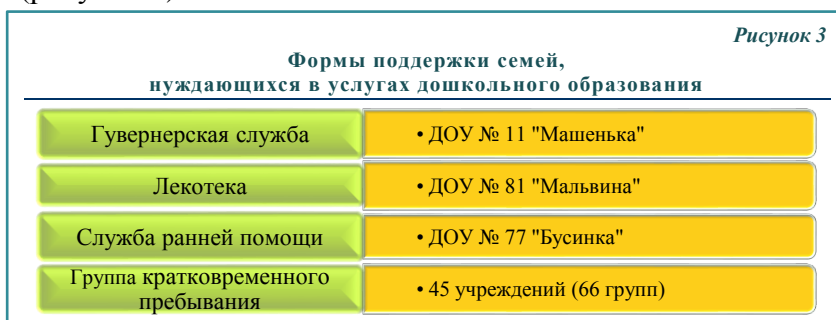 Рисунок 3
Формы поддержки семей,
нуждающихся в услугах дошкольного образования
Гувернерская служба
• ДОУ № 11 "Машенька"
Лекотека
• ДОУ № 81 "Мальвина"
Служба ранней помощи
• ДОУ № 77 "Бусинка"
Группа кратковременного
пребывания
• 45 учреждений (66 групп)